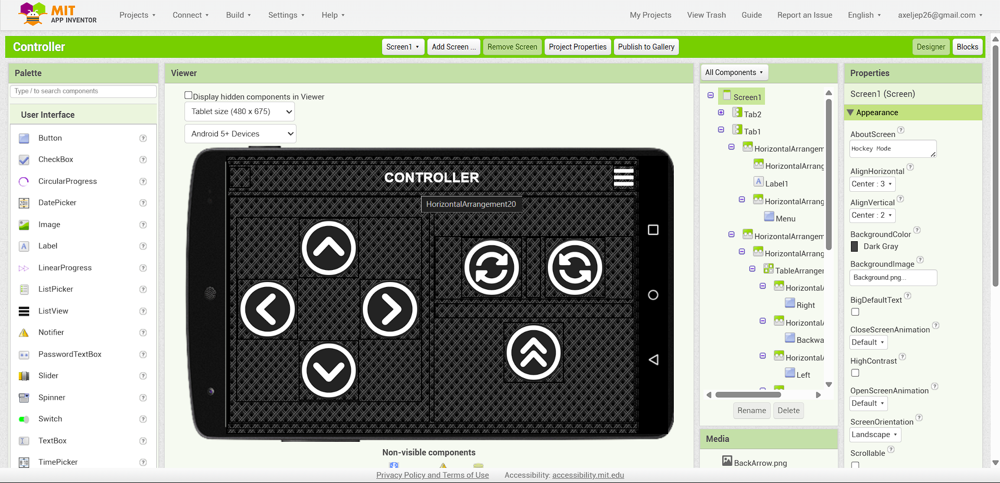 MIT
APP INVENTOR
Projects
Connect
Build
Settings
Help
My Projects
View Trash
Guide
Report an Issue
English
axeljep26@gmail.com
Controller
Screen1
Add Screen ...
Remove Screen
Project Properties
Publish to Gallery
Designer
Blocks
Palette
Type / to search components
User Interface
Button
CheckBox
CircularProgress
DatePicker
Image
Label
LinearProgress
ListPicker
ListView
Notifier
PasswordTextBox
Slider
Spinner
Switch
TextBox
TimePicker
Viewer
Display hidden components in Viewer
Tablet size (480 x 675)
Android 5+ Devices
CONTROLLER
HorizontalArrangement20
Non-visible components
All Components
Screen1
Tab2
Tab1
HorizontalArrangem
HorizontalArrang
Label1
HorizontalArrang
Menu
HorizontalArrangem
HorizontalArrang
TableArranger
HorizontalA
Right
HorizontalA
Backwa
HorizontalA
Left
Rename
Delete
Media
BackArrow.png
Properties
Screen1 (Screen)
Appearance
AboutScreen
Hockey Mode
AlignHorizontal
Center : 3
AlignVertical
Center : 2
BackgroundColor
Dark Gray
BackgroundImage
Background.png...
BigDefaultText
CloseScreenAnimation
Default
HighContrast
OpenScreenAnimation
Default
ScreenOrientation
Landscape
Scrollable
Privacy Policy and Terms of Use
Accessibility: accessibility.mit.edu